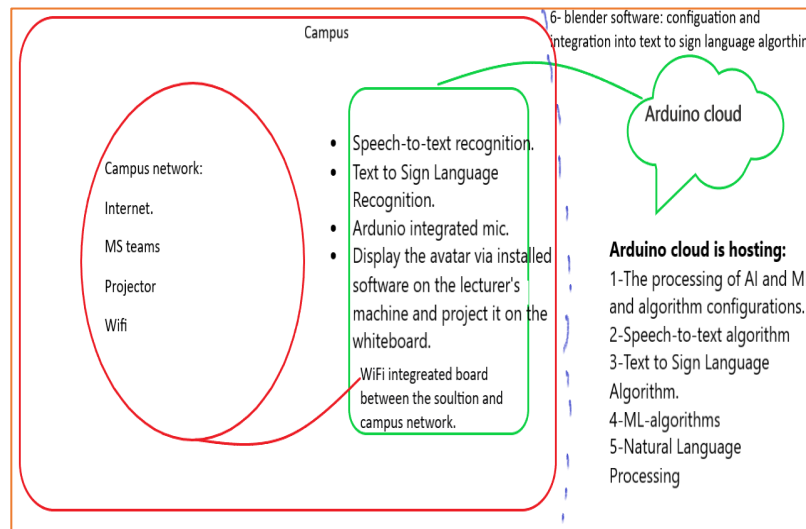 Campus
Campus network:
Internet.
MS teams
Projector
Wifi
• Speech-to-text recognition.
• Text to Sign Language
Recognition.
• Ardunio integrated mic.
• Display the avatar via installed
software on the lecturer's
machine and project it on the
whiteboard.
WiFi integreated board
between the soultion and
campus network.
6- blender software: configuation and
integration into text to sign language algorthin
Arduino cloud
Arduino cloud is hosting:
1-The processing of AI and M
and algorithm configurations.
2-Speech-to-text algorithm
3-Text to Sign Language
Algorithm.
4-ML-algorithms
5-Natural Language
Processing